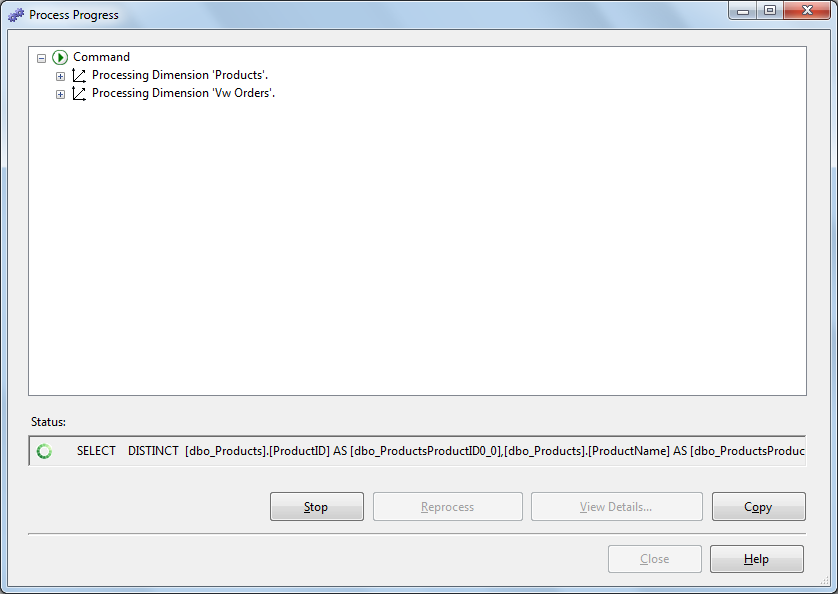 Process Progress
Command
Processing Dimension 'Products'.
Processing Dimension 'Vw Orders'.
Status:
SELECT DISTINCT [dbo_Products].[ProductID] AS [dbo_ProductsProductID0_0],[dbo_Products].[ProductName] AS [dbo_ProductsProduc
Stop Reprocess View Details... Copy
Close Help